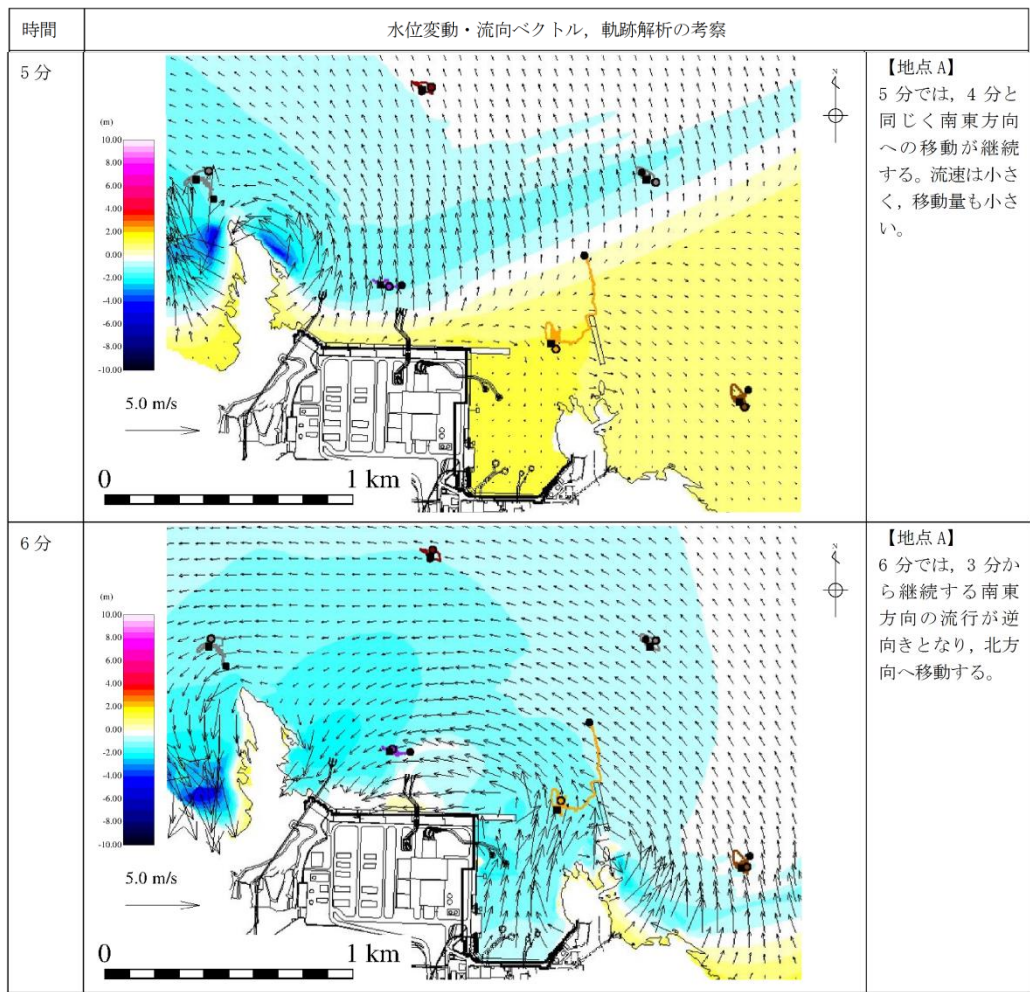 時間
水位変動・流向ベクトル，軌跡解析の考察
5分
(m)
10.00
8.00
6.00
4.00
2.00
0.00
-2.00
-4.00
-6.00
-8.00
-10.00
5.0 m/s
0
1 km
N
【地点A】
5分では，4分と
同じく南東方向
への移動が継続
する。流速は小さ
く，移動量も小さ
い。
6分
(m)
10.00
8.00
6.00
4.00
2.00
0.00
-2.00
-4.00
-6.00
-8.00
-10.00
5.0 m/s
0
1 km
N
【地点A】
6分では，3分か
ら継続する南東
方向の流行が逆
向きとなり，北方
向へ移動する。